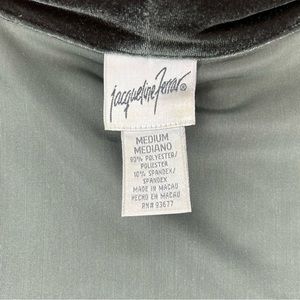 Jacqueline Ferrar®
MEDIUM
MEDIANO
90% POLYESTER/
POLIESTER
10% SPANDEX/
SPANDEX
MADE IN MACAU
HECHO EN MACAU
RN# 93677